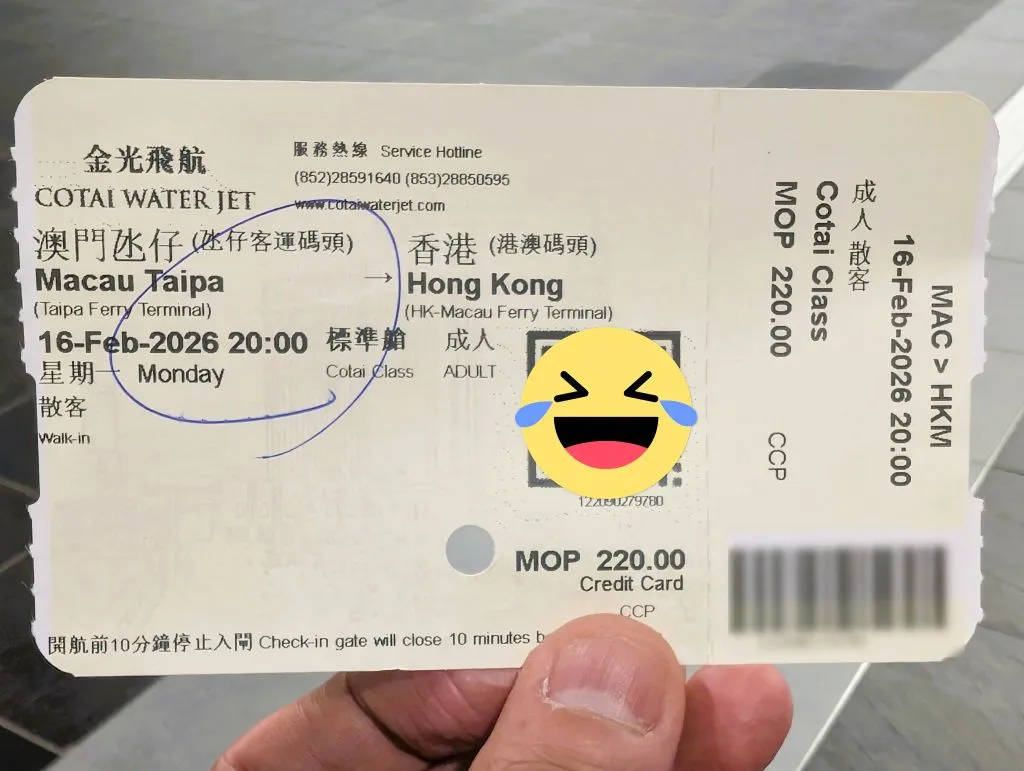 金光飛航
COTAI WATER JET
服務熱線 Service Hotline
(852)28591640 (853)28850595
www.cotaiwaterjet.com
澳門氹仔 (氹仔客運碼頭)
Macau Taipa
(Taipa Ferry Terminal)
→
香港 (港澳碼頭)
Hong Kong
(HK-Macau Ferry Terminal)
16-Feb-2026 20:00 標準艙 成人
星期一 Monday Cotai Class ADULT
散客
Walk-in
122090279780
MOP 220.00
Credit Card
CCP
開航前10分鐘停止入閘 Check-in gate will close 10 minutes
MAC > HKM
16-Feb-2026 20:00
成人 散客
Cotai Class
MOP 220.00 CCP